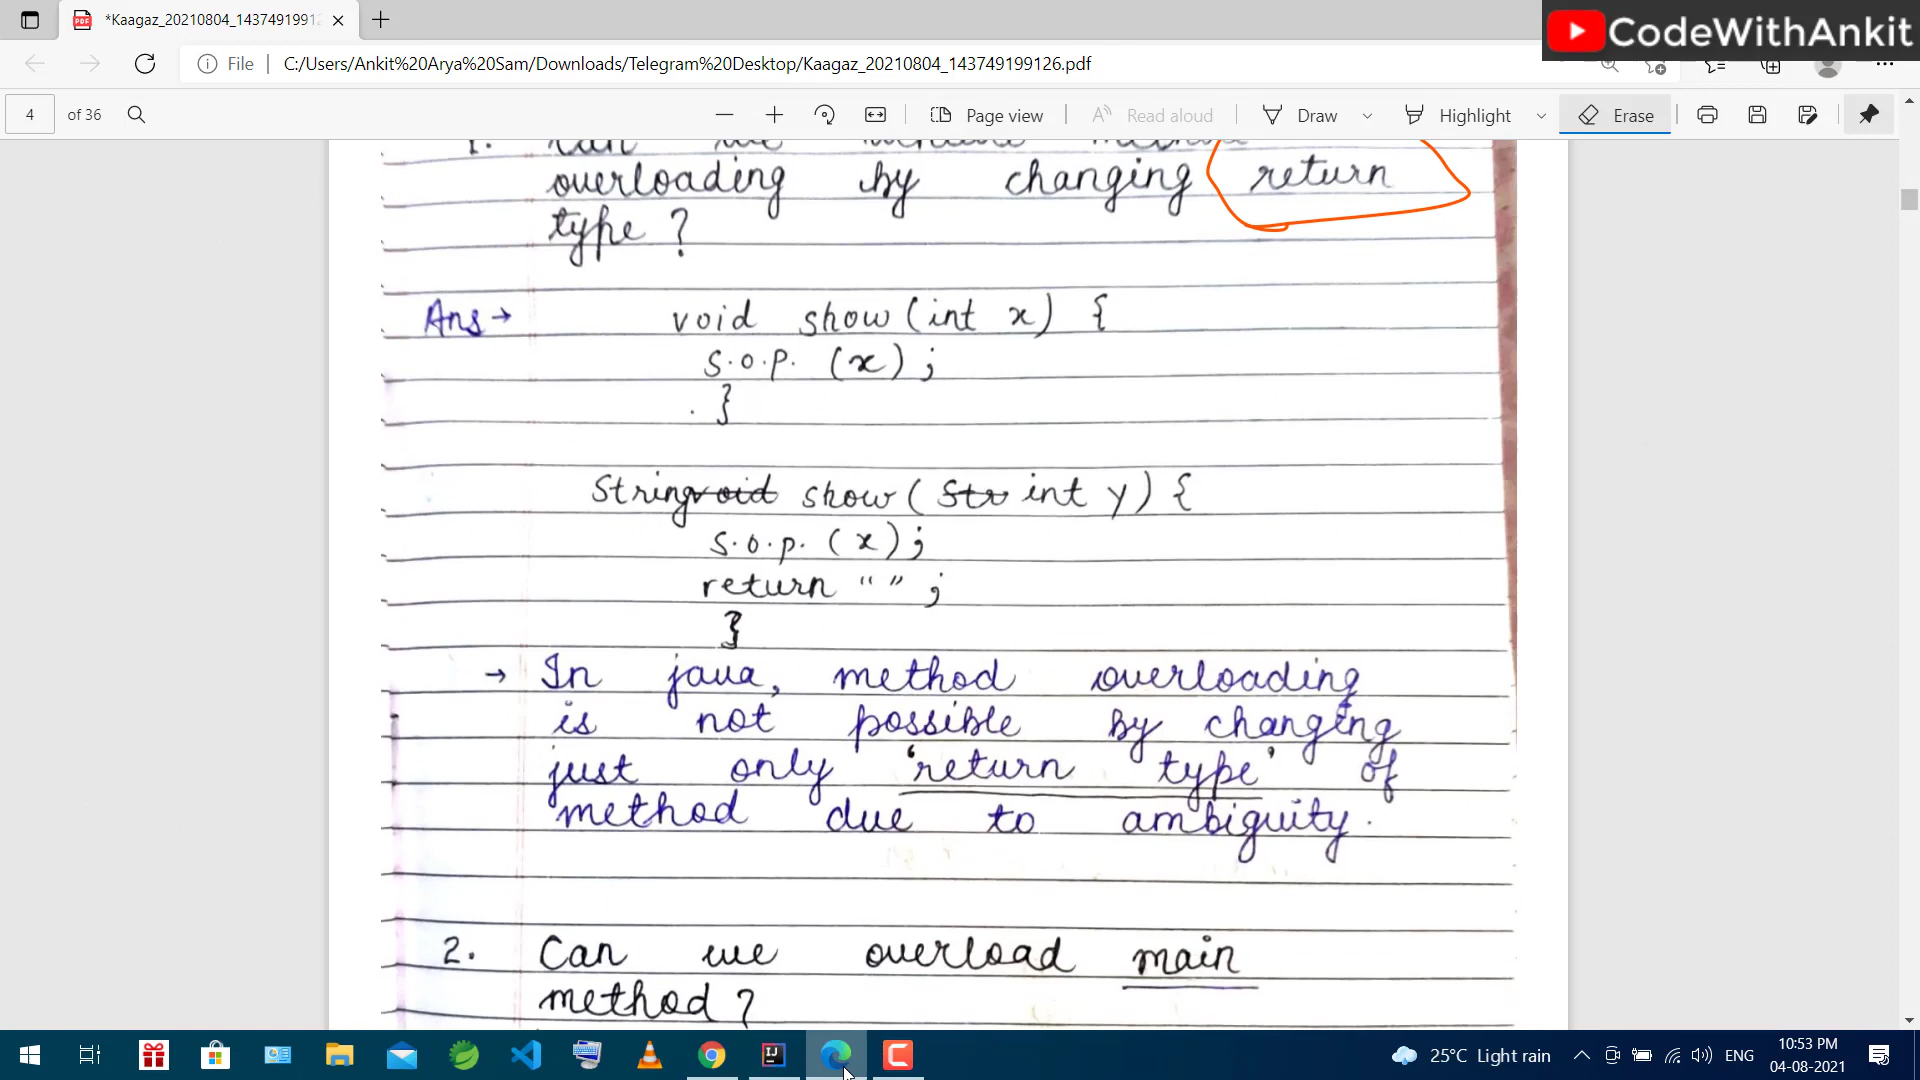 *Kaagaz_20210804_14374919912
CodeWithAnkit
File
C:/Users/Ankit%20Arya%20Sam/Downloads/Telegram%20Desktop/Kaagaz_20210804_143749199126.pdf
4 of 36
Page view
Read aloud
Draw
Highlight
Erase
overloading by changing return
type ?
Ans → void show (int x) {
S.o.p. (x) ;
}
String void show ( Str int y) {
S.o.p. (x) ;
return “ ” ;
}
→ In java, method overloading
is not possible by changing
just only ‘return type’ of
method due to ambiguity.
2. Can we overload main
method ?
25°C Light rain
ENG
10:53 PM
04-08-2021